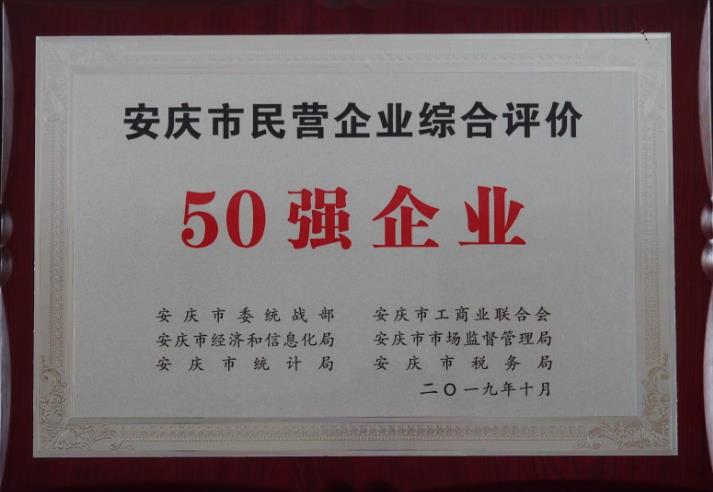 安庆市民营企业综合评价
50强企业
安庆市委统战部 安庆市工商业联合会
安庆市经济和信息化局 安庆市市场监督管理局
安庆市统计局 安庆市税务局
二〇一九年十月